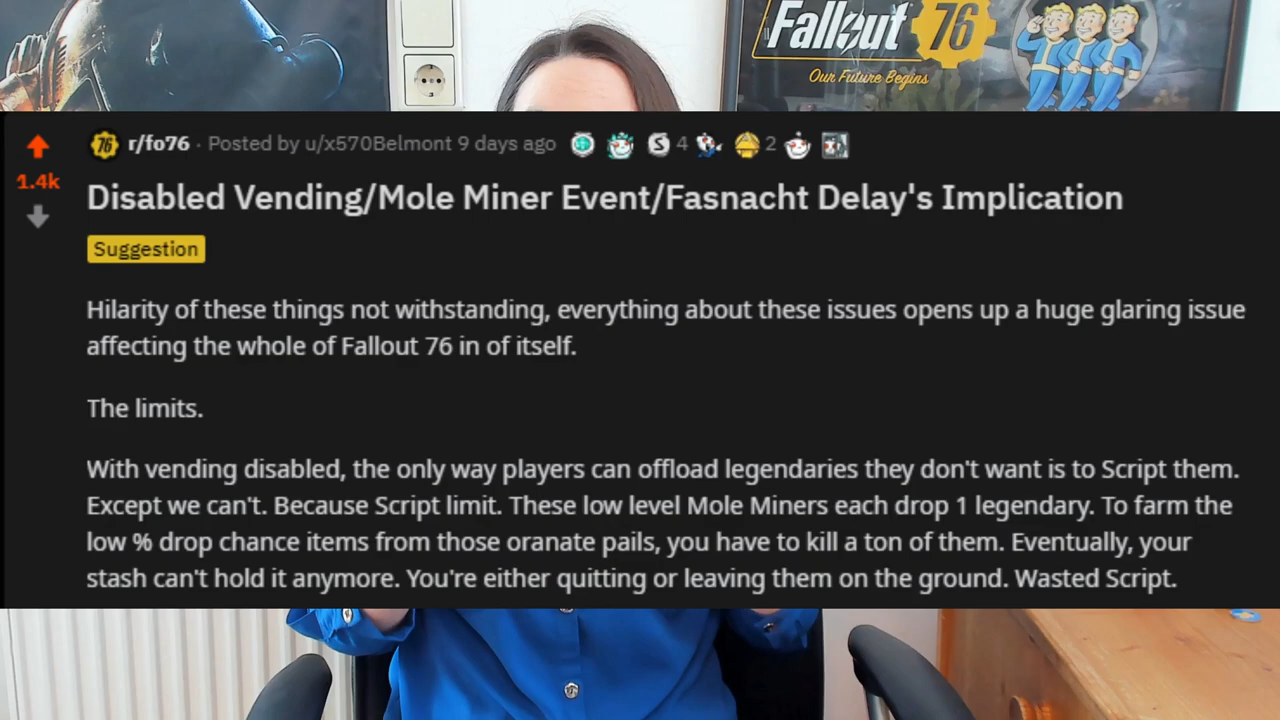 Fallout 76
Our Future Begins
r/fo76 · Posted by u/x570Belmont 9 days ago 4 2
1.4k
Disabled Vending/Mole Miner Event/Fasnacht Delay's Implication
Suggestion
Hilarity of these things not withstanding, everything about these issues opens up a huge glaring issue
affecting the whole of Fallout 76 in of itself.
The limits.
With vending disabled, the only way players can offload legendaries they don't want is to Script them.
Except we can't. Because Script limit. These low level Mole Miners each drop 1 legendary. To farm the
low % drop chance items from those oranate pails, you have to kill a ton of them. Eventually, your
stash can't hold it anymore. You're either quitting or leaving them on the ground. Wasted Script.